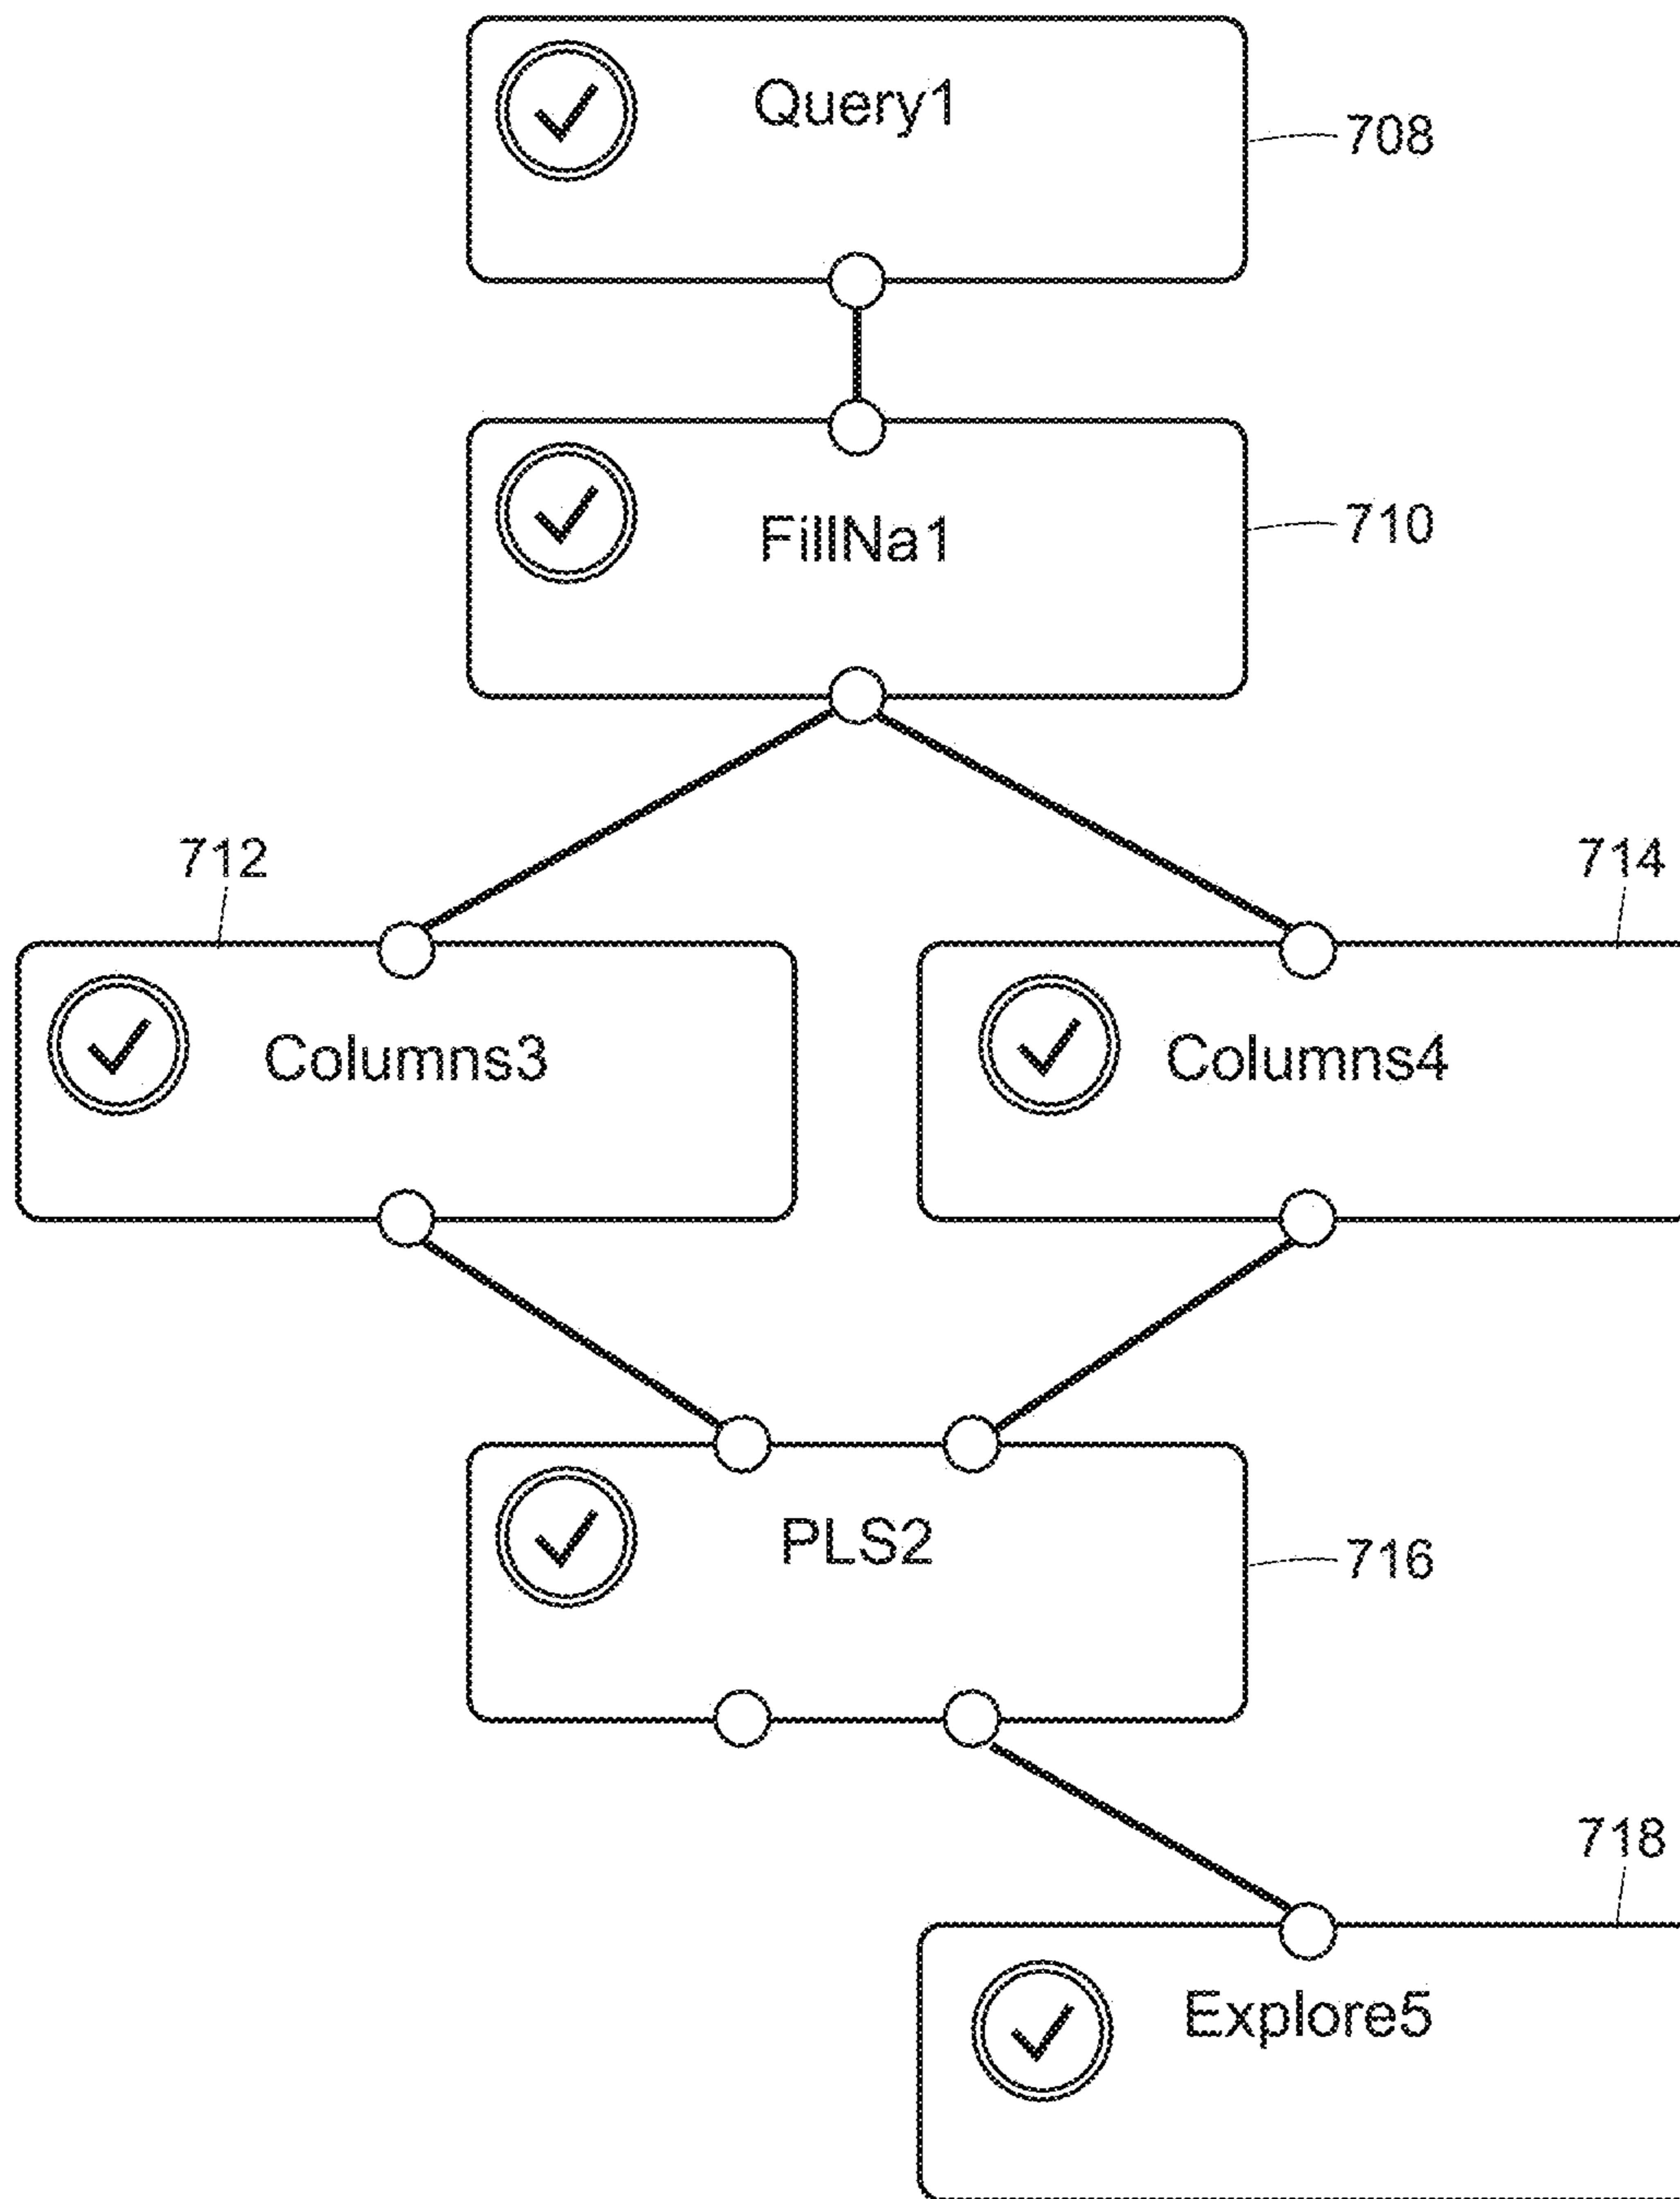 Query1
708
FillNa1
710
712
714
Columns3
Columns4
PLS2
716
718
Explore5